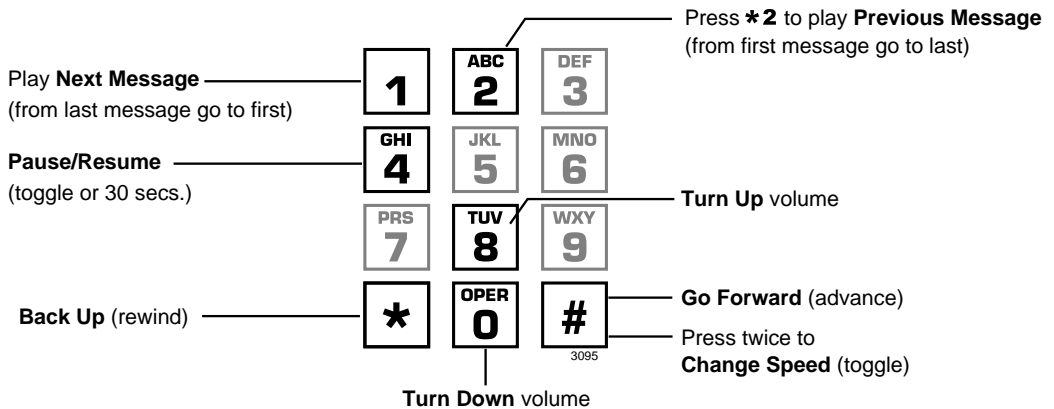 Press *2 to play Previous Message
(from first message go to last)
Play Next Message
(from last message go to first)
1
ABC
2
DEF
3
Pause/Resume
(toggle or 30 secs.)
GHI
4
JKL
5
MNO
6
Turn Up volume
PRS
7
TUV
8
WXY
9
Back Up (rewind)
*
OPER
0
#
3095
Go Forward (advance)
Press twice to
Change Speed (toggle)
Turn Down volume